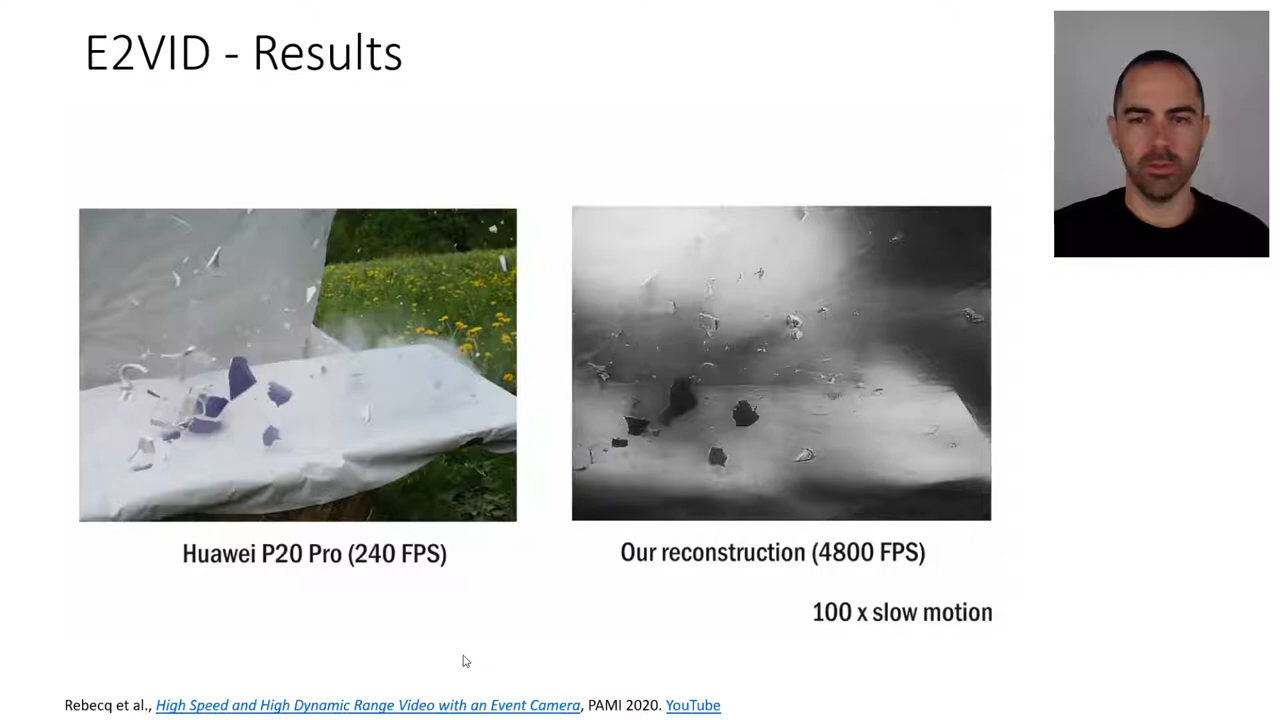 E2VID - Results
Huawei P20 Pro (240 FPS)
Our reconstruction (4800 FPS)
100 x slow motion
Rebecq et al., High Speed and High Dynamic Range Video with an Event Camera, PAMI 2020. YouTube